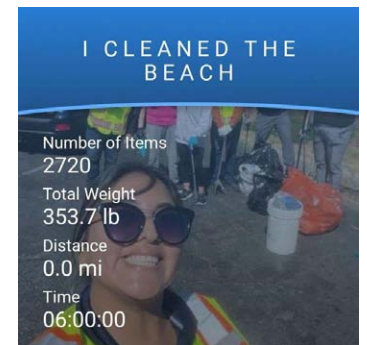 I CLEANED THE
BEACH
Number of Items
2720
Total Weight
353.7 lb
Distance
0.0 mi
Time
06:00:00